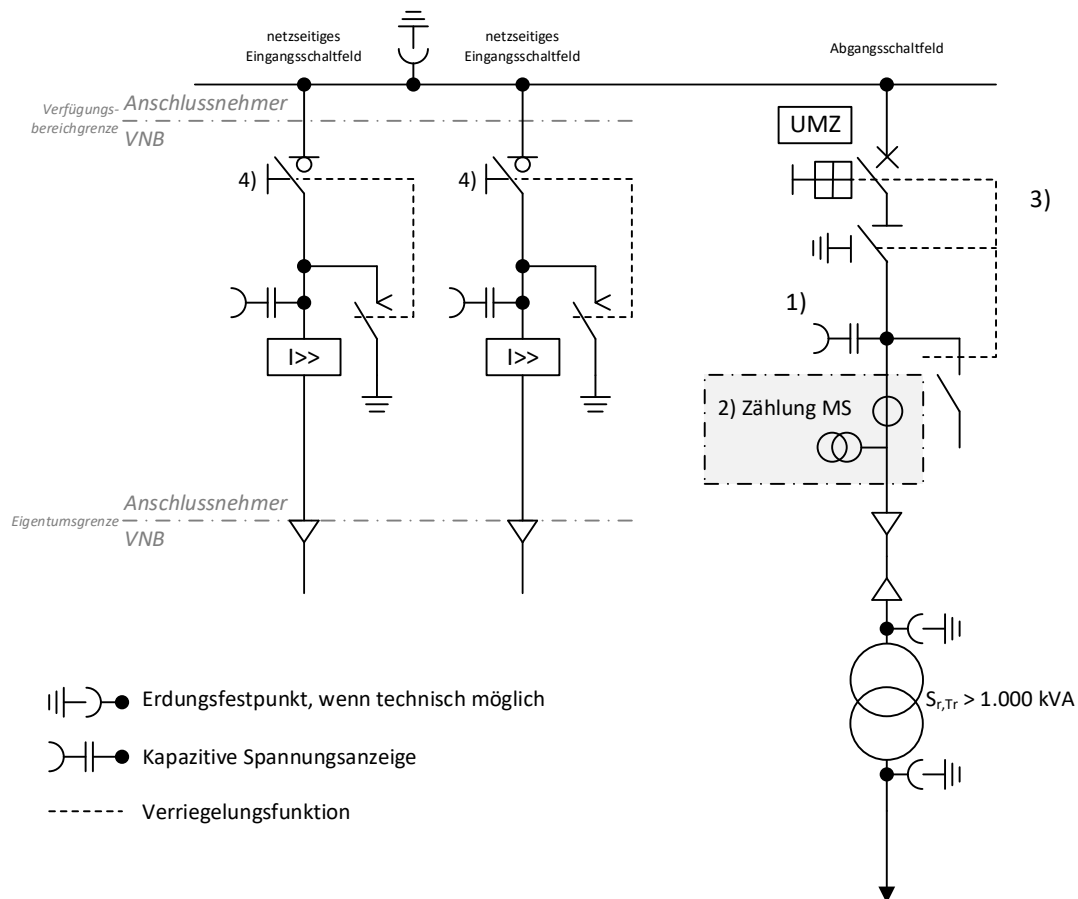 netzseitiges
Eingangsschaltfeld
netzseitiges
Eingangsschaltfeld
Abgangsschaltfeld
Verfügungs-
bereichgrenze
Anschlussnehmer
VNB
UMZ
4)
4)
3)
1)
I>>
I>>
2) Zählung MS
Eigentumsgrenze
Anschlussnehmer
VNB
Erdungsfestpunkt, wenn technisch möglich
Sr,Tr > 1.000 kVA
Kapazitive Spannungsanzeige
Verriegelungsfunktion